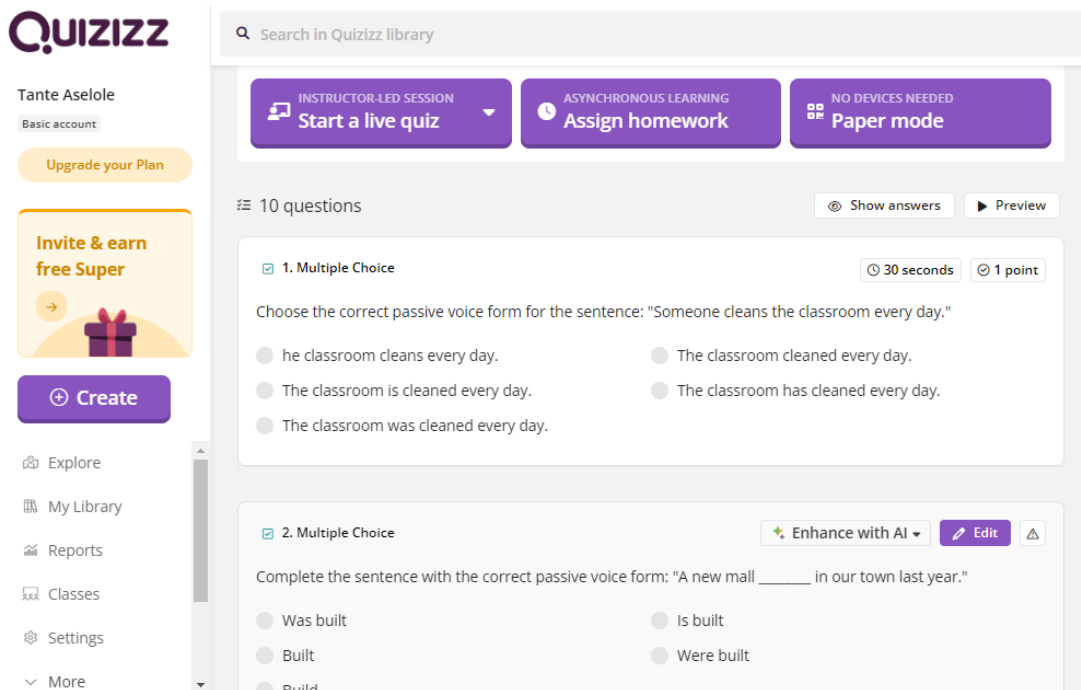 QUIZIZZ
Search in Quizizz library
Tante Aselole
Basic account
Upgrade your Plan
Invite & earn
free Super
Create
Explore
My Library
Reports
Classes
Settings
More
INSTRUCTOR-LED SESSION
Start a live quiz
ASYNCHRONOUS LEARNING
Assign homework
NO DEVICES NEEDED
Paper mode
10 questions
Show answers
Preview
1. Multiple Choice
30 seconds
1 point
Choose the correct passive voice form for the sentence: "Someone cleans the classroom every day."
he classroom cleans every day.
The classroom cleaned every day.
The classroom is cleaned every day.
The classroom has cleaned every day.
The classroom was cleaned every day.
2. Multiple Choice
Enhance with AI
Edit
Complete the sentence with the correct passive voice form: "A new mall ________ in our town last year."
Was built
Is built
Built
Were built
Build